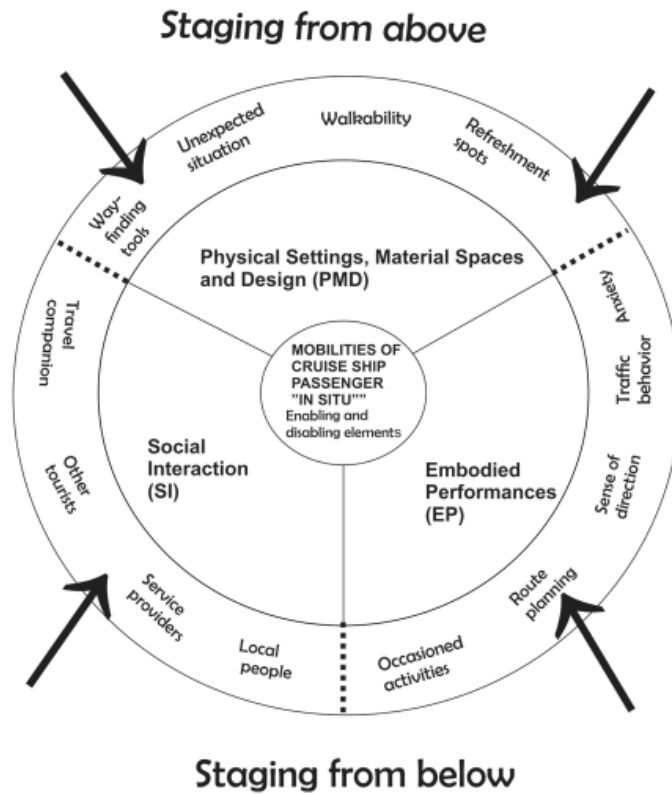 Staging from above
Unexpected
situation
Walkability
Refreshment
spots
Way-
finding
tools
Physical Settings, Material Spaces
and Design (PMD)
Anxiety
Travel
companion
Traffic
behavior
MOBILITIES OF
CRUISE SHIP
PASSENGER
"IN SITU""
Enabling and
disabling elements
Social
Interaction
(SI)
Embodied
Performances
(EP)
Other
tourists
Sense of
direction
Service
providers
Route
planning
Local
people
Occasioned
activities
Staging from below